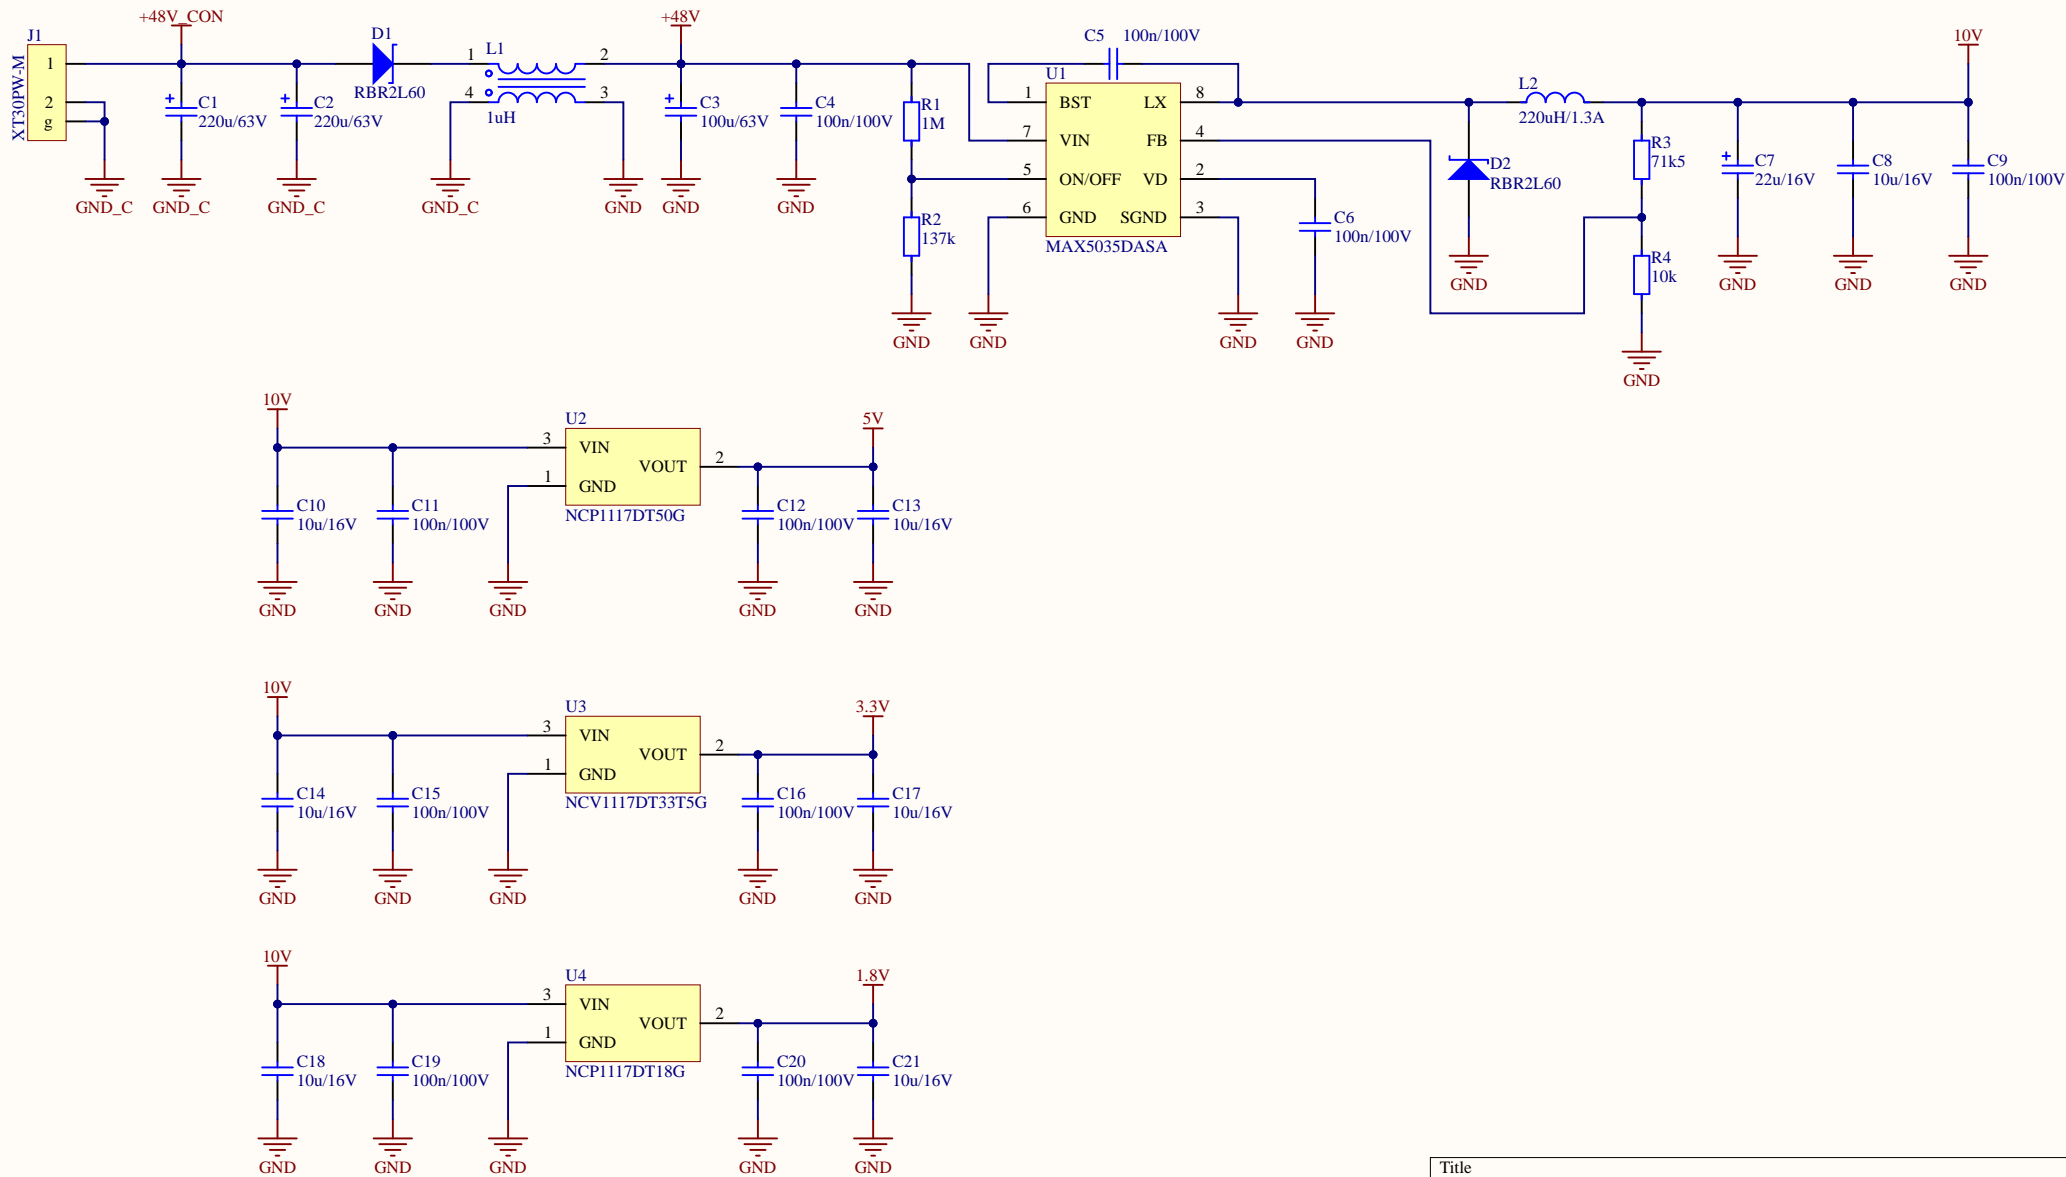 +48V_CON
+48V
10V
J1
XT30PW-M
1
2
g
GND_C
C1
220u/63V
GND_C
C2
220u/63V
GND_C
D1
RBR2L60
L1
1
2
4
3
1uH
GND_C
GND
C3
100u/63V
GND
C4
100n/100V
GND
R1
1M
R2
137k
GND
C5 100n/100V
U1
1 BST LX 8
7 VIN FB 4
5 ON/OFF VD 2
6 GND SGND 3
MAX5035DASA
GND
GND
C6
100n/100V
GND
D2
RBR2L60
GND
L2
220uH/1.3A
R3
71k5
R4
10k
GND
C7
22u/16V
GND
C8
10u/16V
GND
C9
100n/100V
GND
10V
U2
5V
3 VIN
VOUT 2
1 GND
NCP1117DT50G
C10
10u/16V
C11
100n/100V
C12
100n/100V
C13
10u/16V
GND
GND
GND
GND
GND
10V
U3
3.3V
3 VIN
VOUT 2
1 GND
NCV1117DT33T5G
C14
10u/16V
C15
100n/100V
C16
100n/100V
C17
10u/16V
GND
GND
GND
GND
GND
10V
U4
1.8V
3 VIN
VOUT 2
1 GND
NCP1117DT18G
C18
10u/16V
C19
100n/100V
C20
100n/100V
C21
10u/16V
GND
GND
GND
GND
GND
Title